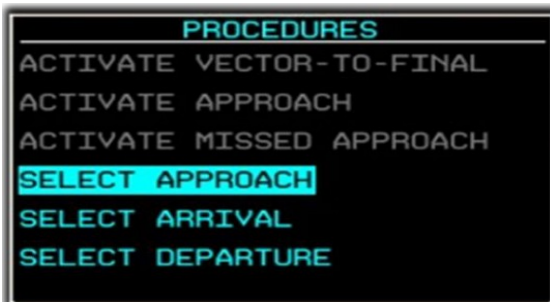 PROCEDURES
ACTIVATE VECTOR-TO-FINAL
ACTIVATE APPROACH
ACTIVATE MISSED APPROACH
SELECT APPROACH
SELECT ARRIVAL
SELECT DEPARTURE